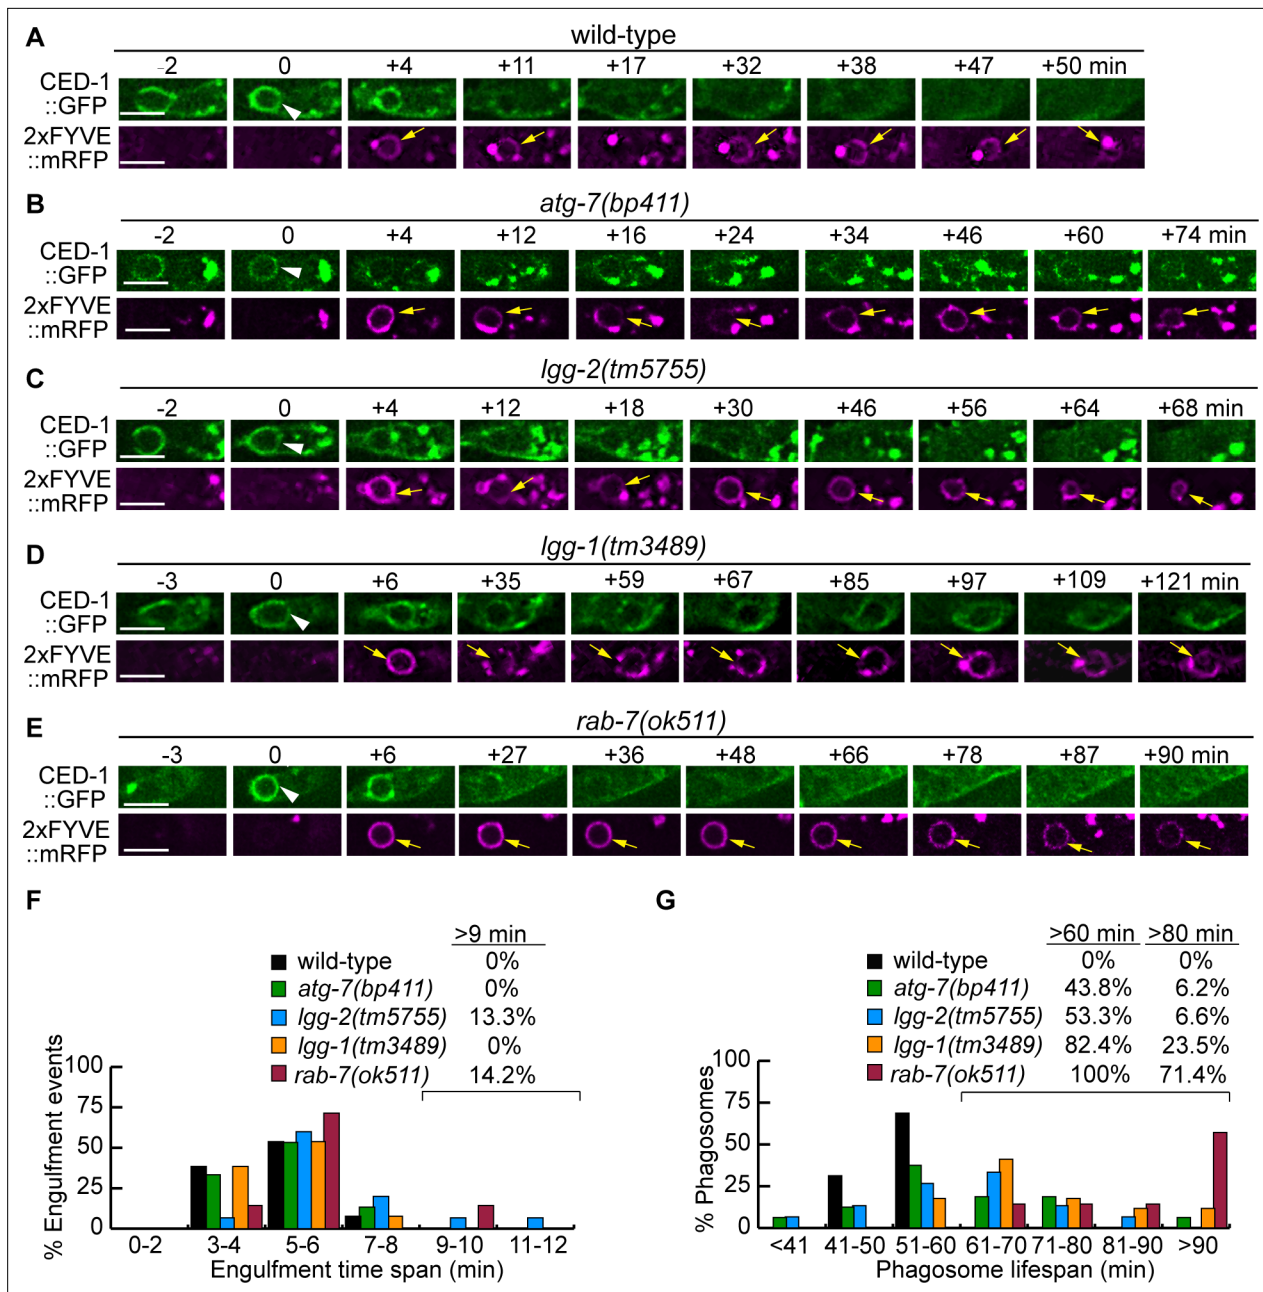 A
wild-type
-2 0 +4 +11 +17 +32 +38 +47 +50 min
CED-1
::GFP
2xFYVE
::mRFP
B
atg-7(bp411)
-2 0 +4 +12 +16 +24 +34 +46 +60 +74 min
CED-1
::GFP
2xFYVE
::mRFP
C
lgg-2(tm5755)
-2 0 +4 +12 +18 +30 +46 +56 +64 +68 min
CED-1
::GFP
2xFYVE
::mRFP
D
lgg-1(tm3489)
-3 0 +6 +35 +59 +67 +85 +97 +109 +121 min
CED-1
::GFP
2xFYVE
::mRFP
E
rab-7(ok511)
-3 0 +6 +27 +36 +48 +66 +78 +87 +90 min
CED-1
::GFP
2xFYVE
::mRFP
F
>9 min
wild-type 0%
atg-7(bp411) 0%
lgg-2(tm5755) 13.3%
lgg-1(tm3489) 0%
rab-7(ok511) 14.2%
% Engulfment events
100
75
50
25
0
0-2 3-4 5-6 7-8 9-10 11-12
Engulfment time span (min)
G
>60 min >80 min
wild-type 0% 0%
atg-7(bp411) 43.8% 6.2%
lgg-2(tm5755) 53.3% 6.6%
lgg-1(tm3489) 82.4% 23.5%
rab-7(ok511) 100% 71.4%
% Phagosomes
100
75
50
25
0
<41 41-50 51-60 61-70 71-80 81-90 >90
Phagosome lifespan (min)